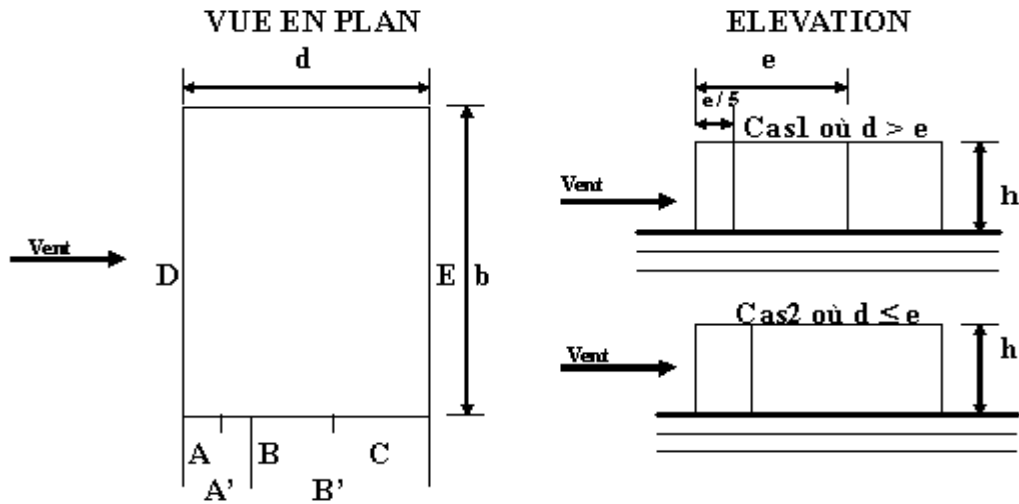 VUE EN PLAN
d
Vent
D
E
b
A
B
C
A’
B’
ELEVATION
e
e / 5
Cas1 où d > e
Vent
h
Cas2 où d ≤ e
Vent
h